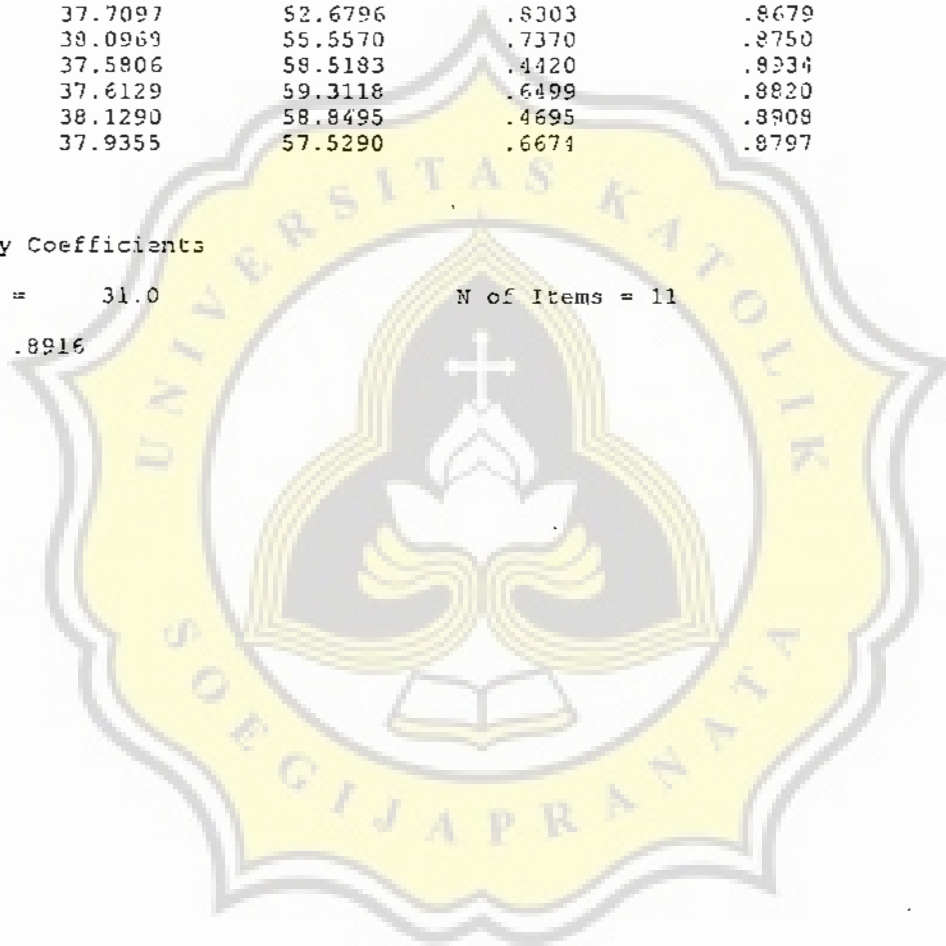 37.7097 52.6796 .8303 .8679
38.0968 55.5570 .7370 .8750
37.5806 58.5183 .4420 .8934
37.6129 59.3118 .6499 .8820
38.1290 58.8495 .4695 .8908
37.9355 57.5290 .6674 .8797
y Coefficients
= 31.0 N of Items = 11
.8916
UNIVERSITAS KATOLIK
SOEGIJAPRANATA